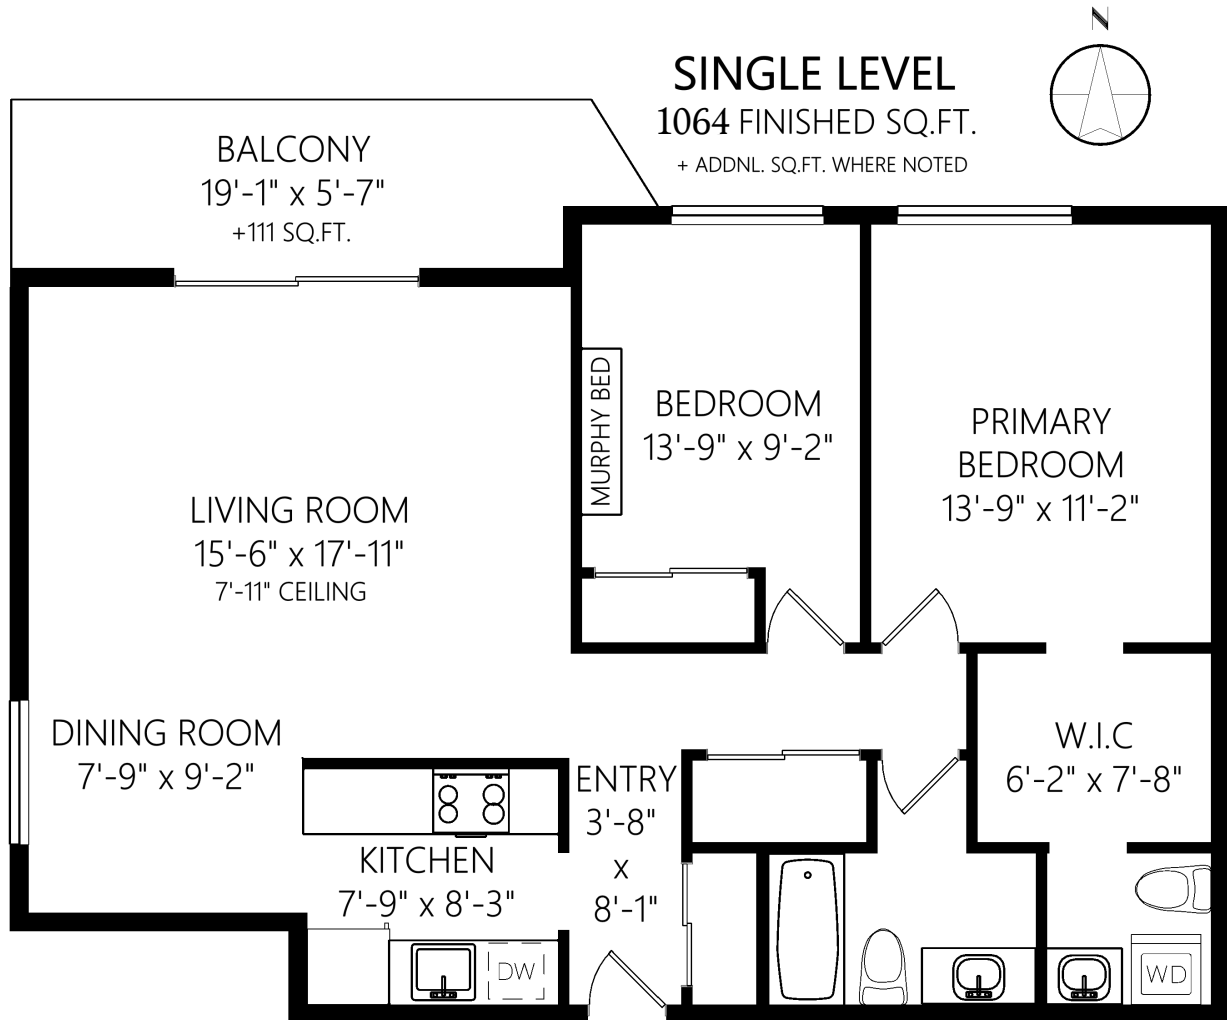 N
SINGLE LEVEL
1064 FINISHED SQ.FT.
+ ADDNL. SQ.FT. WHERE NOTED
BALCONY
19'-1" x 5'-7"
+111 SQ.FT.
MURPHY BED
BEDROOM
13'-9" x 9'-2"
PRIMARY
BEDROOM
13'-9" x 11'-2"
LIVING ROOM
15'-6" x 17'-11"
7'-11" CEILING
DINING ROOM
7'-9" x 9'-2"
ENTRY
3'-8"
x
8'-1"
W.I.C
6'-2" x 7'-8"
KITCHEN
7'-9" x 8'-3"
DW
WD